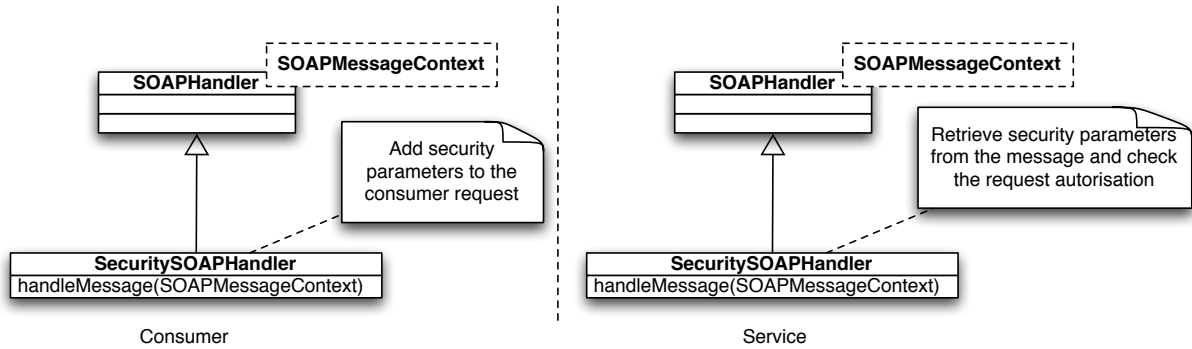 SOAPMessageContext
SOAPHandler
Add security
parameters to the
consumer request
SecuritySOAPHandler
handleMessage(SOAPMessageContext)
Consumer
SOAPMessageContext
SOAPHandler
Retrieve security parameters
from the message and check
the request autorisation
SecuritySOAPHandler
handleMessage(SOAPMessageContext)
Service